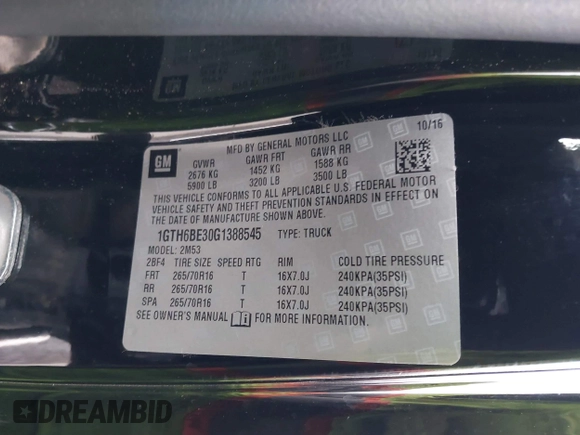 MFD BY GENERAL MOTORS LLC
10/16
GM
GVWR GAWR FRT GAWR RR
2676 KG 1452 KG 1588 KG
5900 LB 3200 LB 3500 LB
THIS VEHICLE CONFORMS TO ALL APPLICABLE U.S. FEDERAL MOTOR
VEHICLE SAFETY AND THEFT PREVENTION STANDARDS IN EFFECT ON
THE DATE OF MANUFACTURE SHOWN ABOVE.
1GTH6BE30G1388545 TYPE: TRUCK
MODEL: 2M53
2BF4 TIRE SIZE SPEED RTG RIM COLD TIRE PRESSURE
FRT 265/70R16 T 16X7.0J 240KPA(35PSI)
RR 265/70R16 T 16X7.0J 240KPA(35PSI)
SPA 265/70R16 T 16X7.0J 240KPA(35PSI)
SEE OWNER'S MANUAL FOR MORE INFORMATION.
DREAMBID